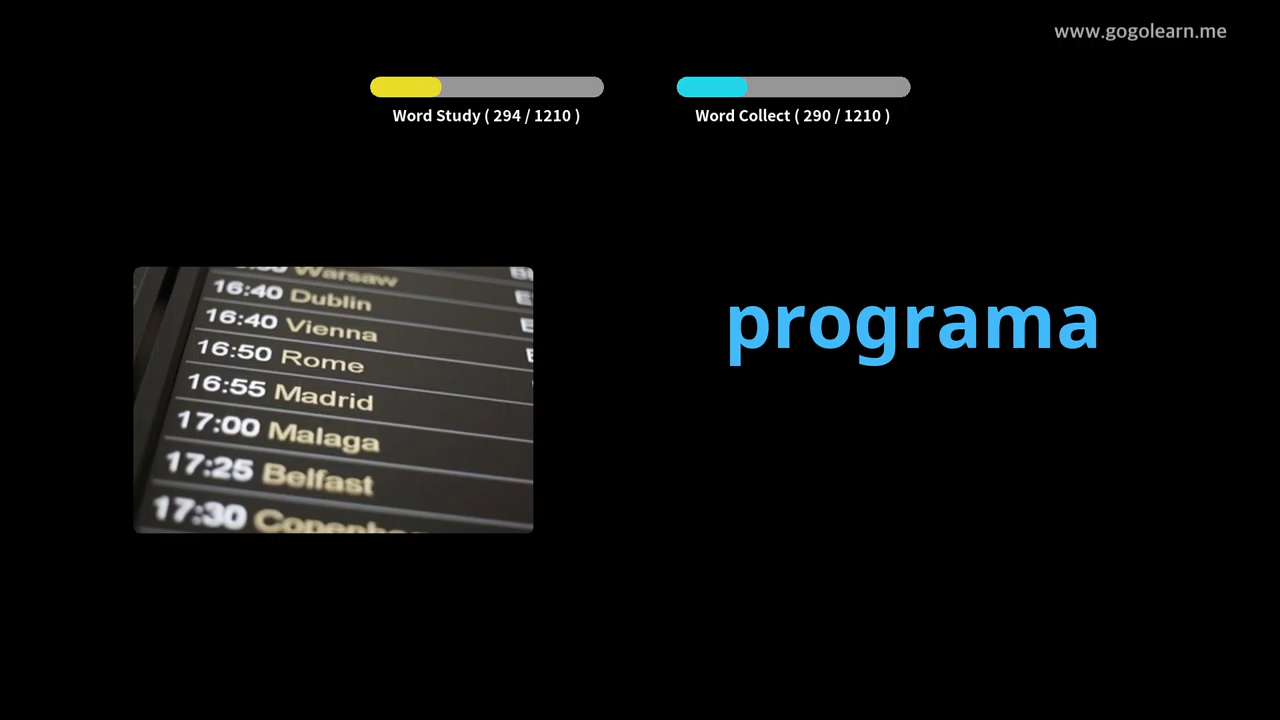 www.gogolearn.me
Word Study ( 294 / 1210 )
Word Collect ( 290 / 1210 )
programa
Warsaw
16:40 Dublin
16:40 Vienna
16:50 Rome
16:55 Madrid
17:00 Malaga
17:25 Belfast
17:30